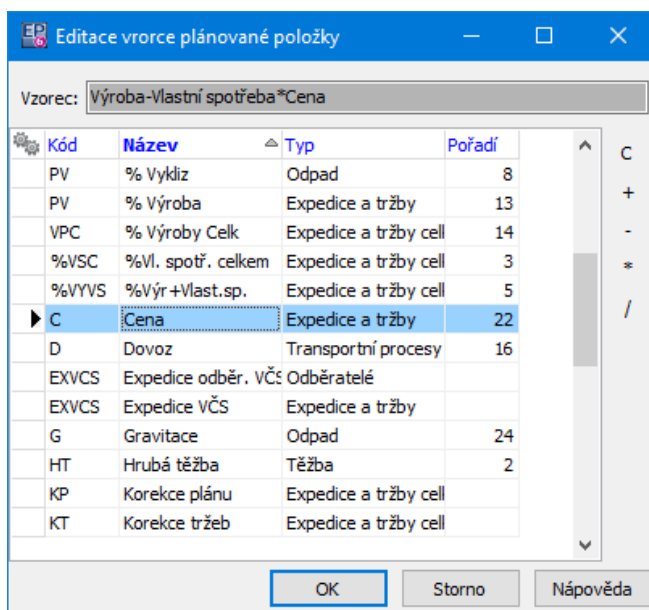 EP 6 Editace vrorce plánované položky
Vzorec: Výroba-Vlastní spotřeba*Cena
Kód Název Typ Pořadí
PV % Vykliz Odpad 8
PV % Výroba Expedice a tržby 13
VPC % Výroby Celk Expedice a tržby cell 14
%VSC %Vl. spotř. celkem Expedice a tržby cell 3
%VYVS %Výr+Vlast.sp. Expedice a tržby cell 5
C Cena Expedice a tržby 22
D Dovoz Transportní procesy 16
EXVCS Expedice odběr. VČS Odběratelé
EXVCS Expedice VČS Expedice a tržby
G Gravitace Odpad 24
HT Hrubá těžba Těžba 2
KP Korekce plánu Expedice a tržby cell
KT Korekce tržeb Expedice a tržby cell
C
+
-
*
/
OK Storno Nápověda